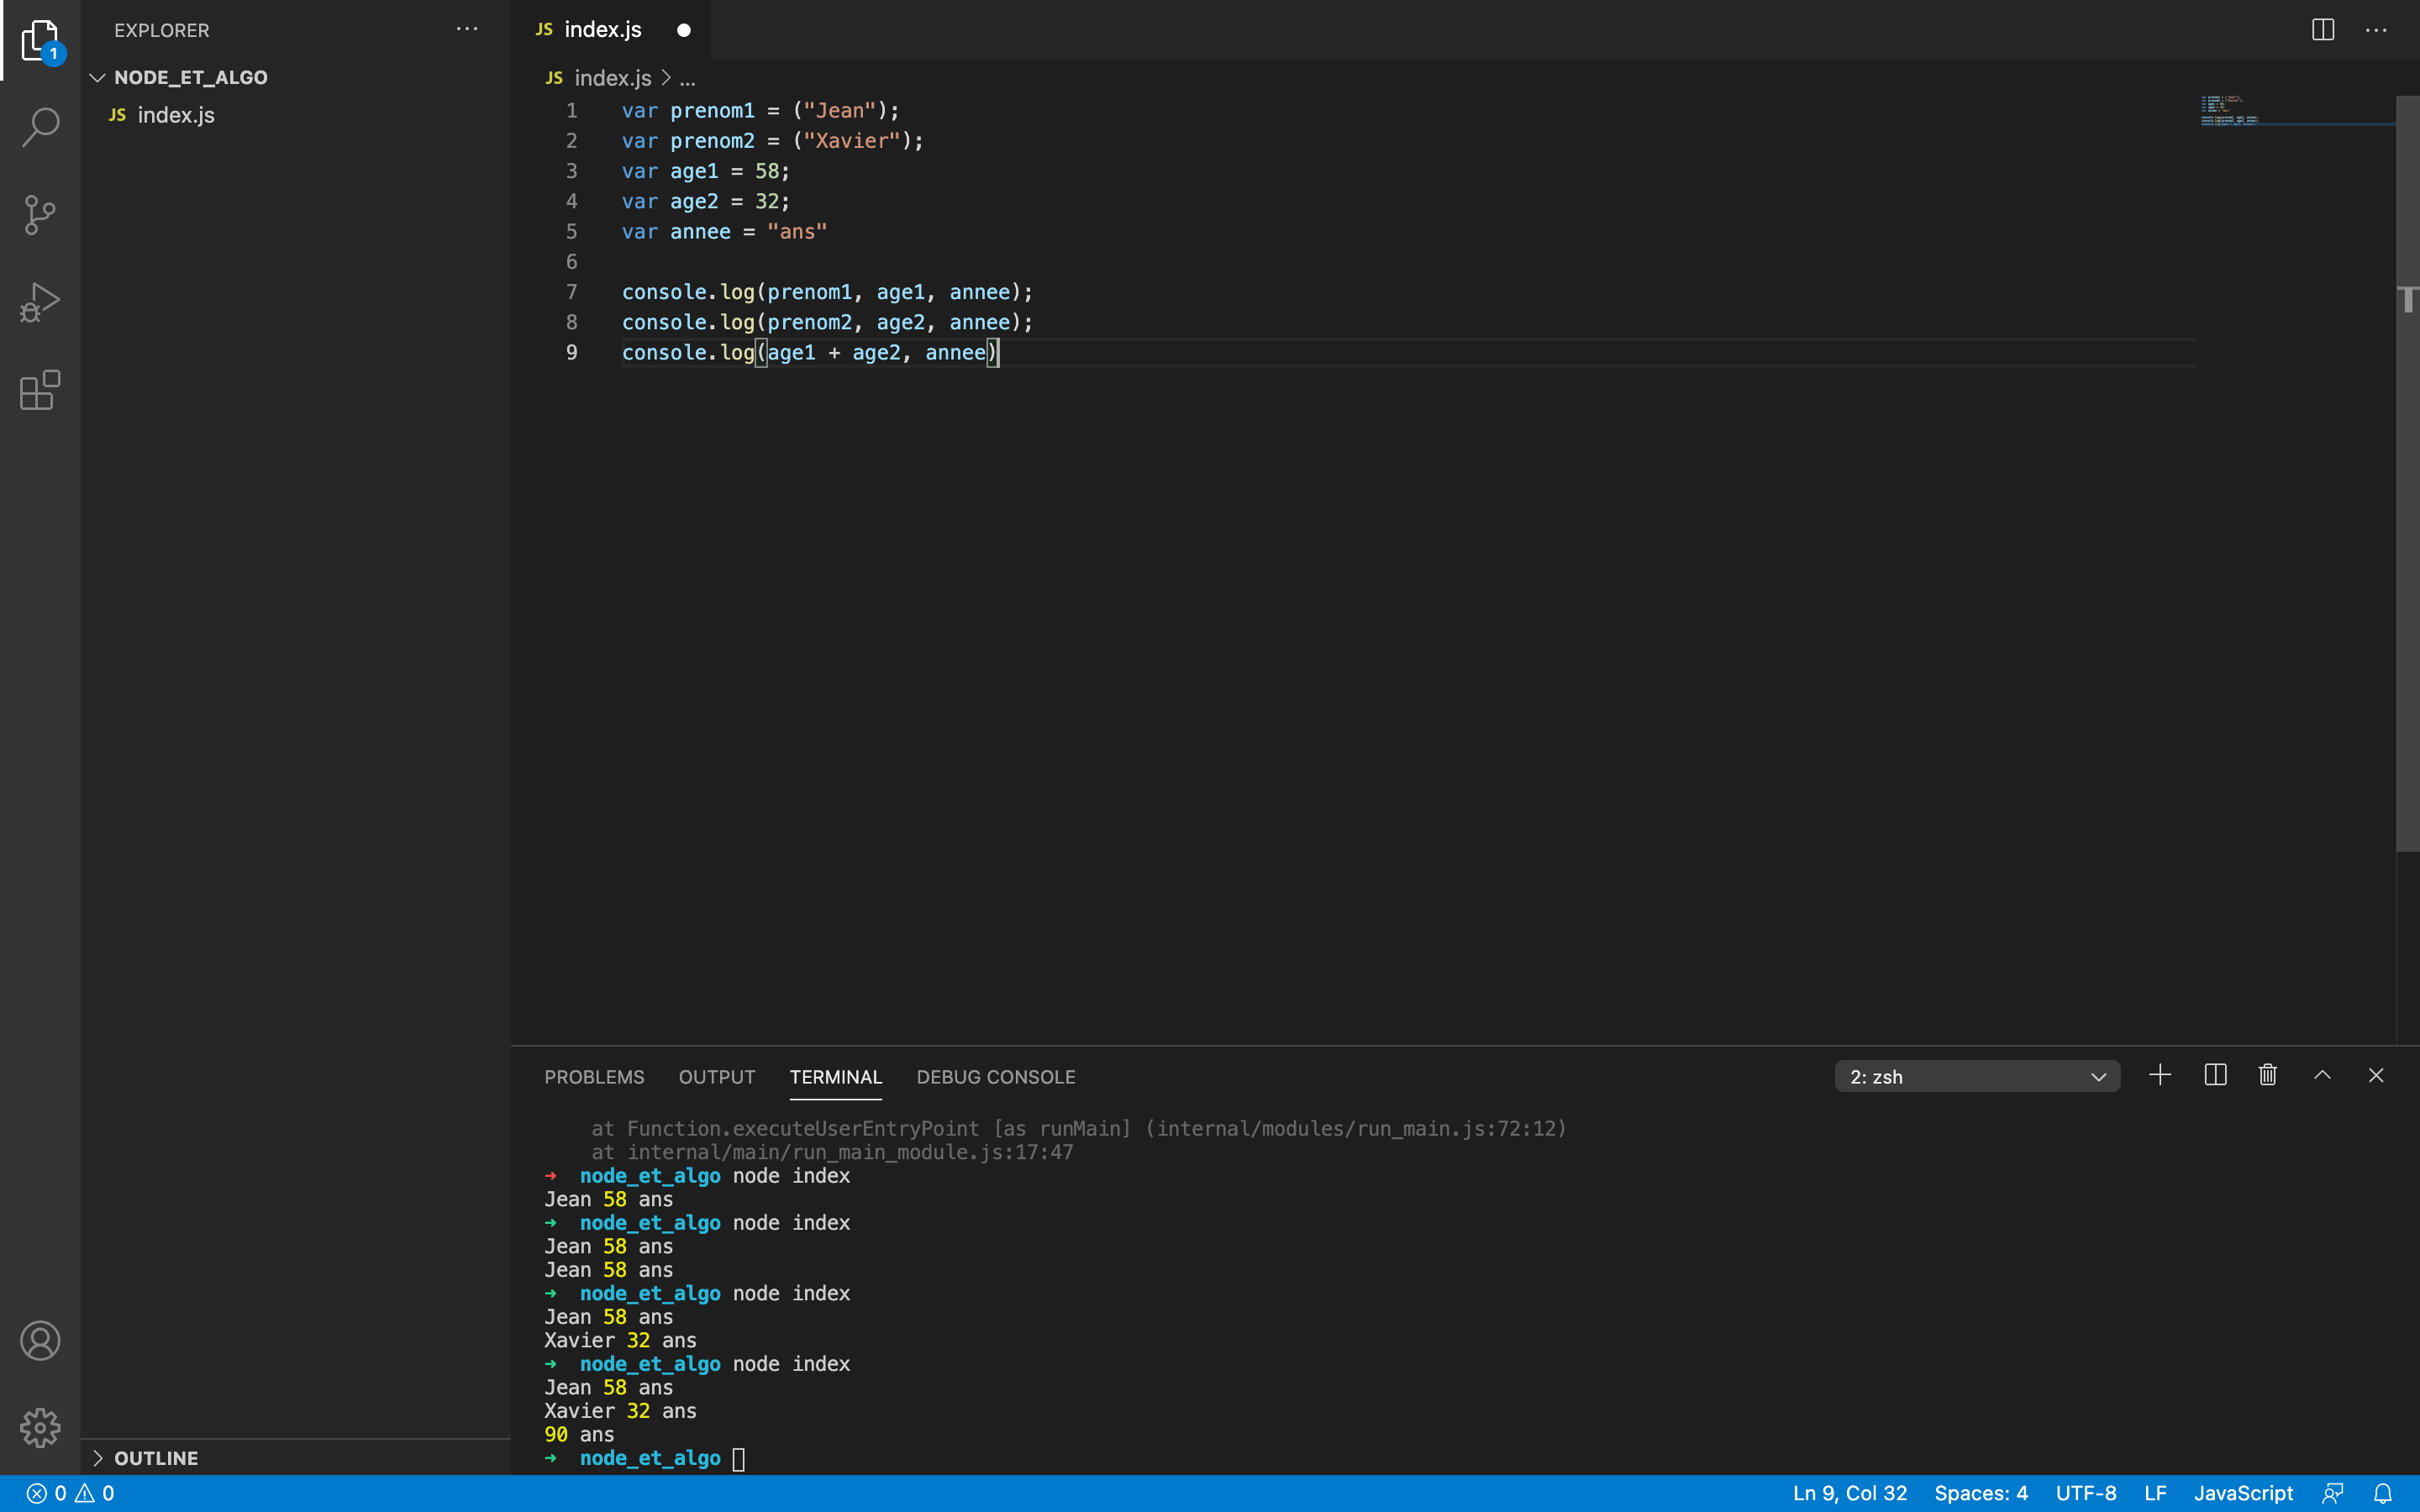 EXPLORER
NODE_ET_ALGO
JS index.js
1
JS index.js
JS index.js > ...
1 var prenom1 = ("Jean");
2 var prenom2 = ("Xavier");
3 var age1 = 58;
4 var age2 = 32;
5 var annee = "ans"
6
7 console.log(prenom1, age1, annee);
8 console.log(prenom2, age2, annee);
9 console.log(age1 + age2, annee)
PROBLEMS OUTPUT TERMINAL DEBUG CONSOLE 2: zsh
at Function.executeUserEntryPoint [as runMain] (internal/modules/run_main.js:72:12)
at internal/main/run_main_module.js:17:47
➜ node_et_algo node index
Jean 58 ans
➜ node_et_algo node index
Jean 58 ans
Jean 58 ans
➜ node_et_algo node index
Jean 58 ans
Xavier 32 ans
➜ node_et_algo node index
Jean 58 ans
Xavier 32 ans
90 ans
➜ node_et_algo
OUTLINE
0 0 Ln 9, Col 32 Spaces: 4 UTF-8 LF JavaScript